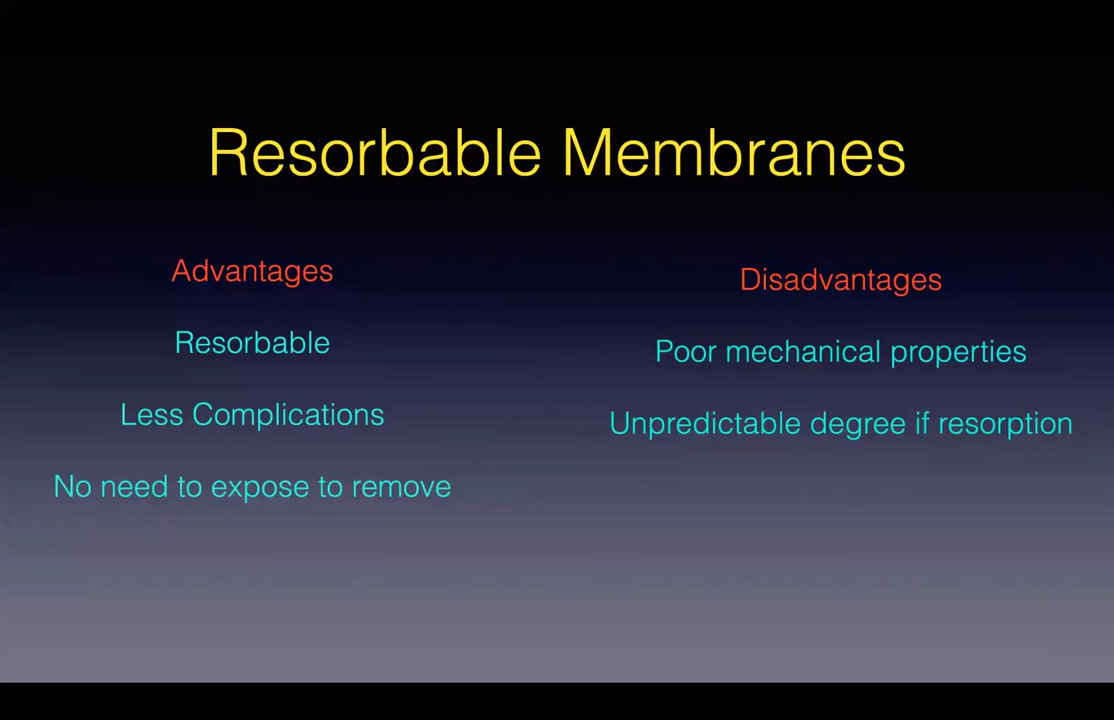 Resorbable Membranes
Advantages
Resorbable
Less Complications
No need to expose to remove
Disadvantages
Poor mechanical properties
Unpredictable degree if resorption